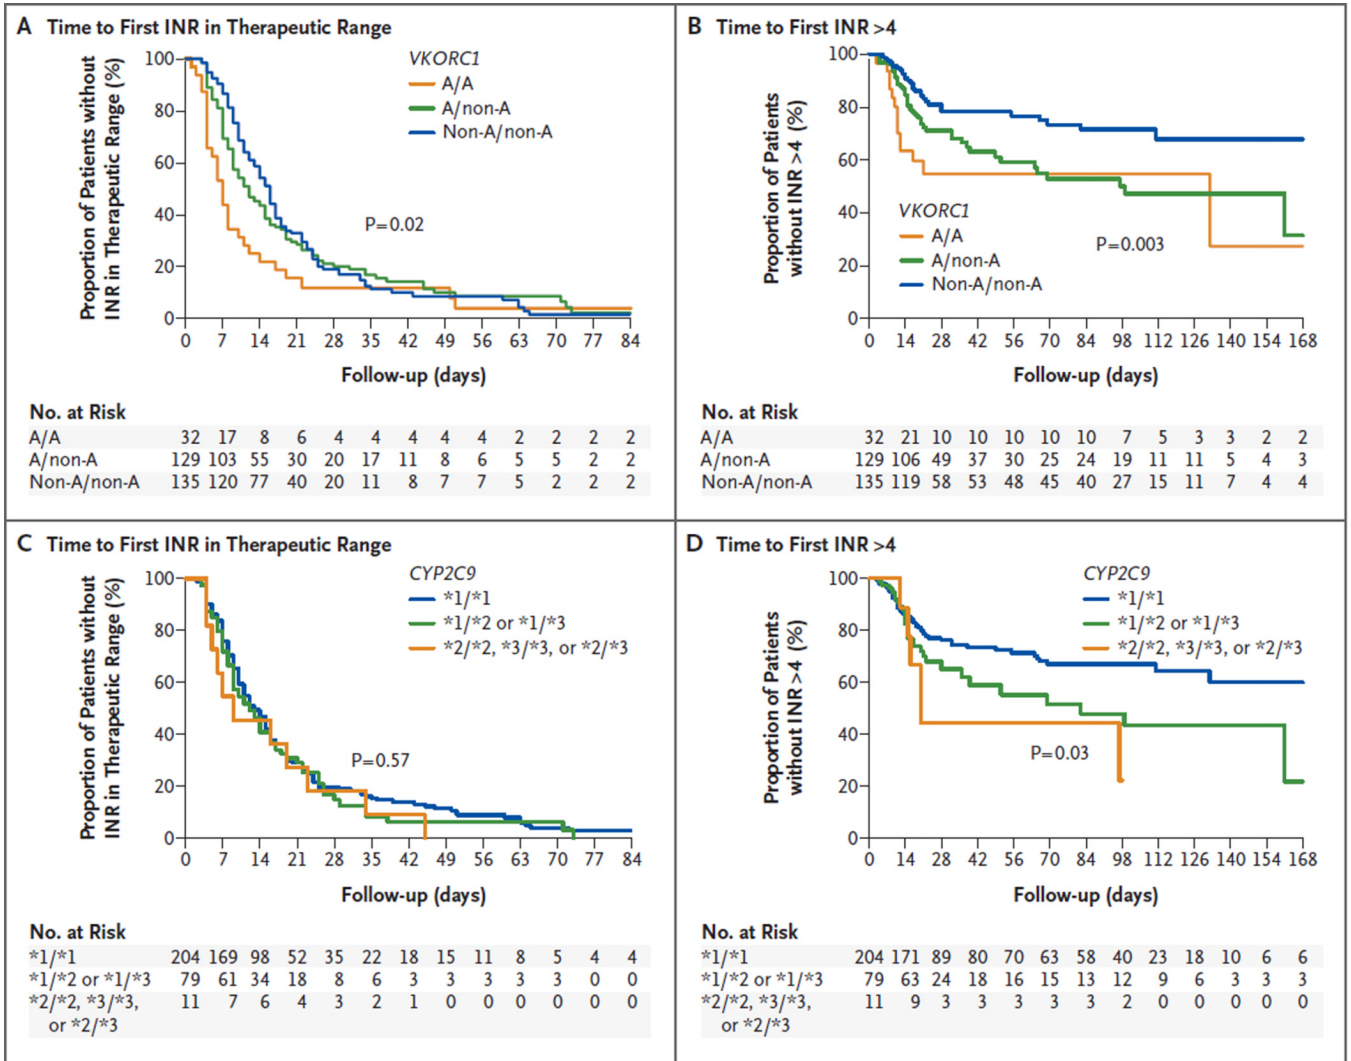 A Time to First INR in Therapeutic Range
Proportion of Patients without
INR in Therapeutic Range (%)
100
80
60
40
20
0
VKORC1
A/A
A/non-A
Non-A/non-A
P=0.02
0 7 14 21 28 35 42 49 56 63 70 77 84
Follow-up (days)
No. at Risk
A/A 32 17 8 6 4 4 4 4 4 2 2 2 2
A/non-A 129 103 55 30 20 17 11 8 6 5 5 2 2
Non-A/non-A 135 120 77 40 20 11 8 7 7 5 2 2 2
B Time to First INR >4
Proportion of Patients
without INR >4 (%)
100
80
60
40
20
0
VKORC1
A/A
A/non-A
Non-A/non-A
P=0.003
0 14 28 42 56 70 84 98 112 126 140 154 168
Follow-up (days)
No. at Risk
A/A 32 21 10 10 10 10 10 7 5 3 3 2 2
A/non-A 129 106 49 37 30 25 24 19 11 11 5 4 3
Non-A/non-A 135 119 58 53 48 45 40 27 15 11 7 4 4
C Time to First INR in Therapeutic Range
Proportion of Patients without
INR in Therapeutic Range (%)
100
80
60
40
20
0
CYP2C9
*1/*1
*1/*2 or *1/*3
*2/*2, *3/*3, or *2/*3
P=0.57
0 7 14 21 28 35 42 49 56 63 70 77 84
Follow-up (days)
No. at Risk
*1/*1 204 169 98 52 35 22 18 15 11 8 5 4 4
*1/*2 or *1/*3 79 61 34 18 8 6 3 3 3 3 3 0 0
*2/*2, *3/*3, 11 7 6 4 3 2 1 0 0 0 0 0 0
or *2/*3
D Time to First INR >4
Proportion of Patients
without INR >4 (%)
100
80
60
40
20
0
CYP2C9
*1/*1
*1/*2 or *1/*3
*2/*2, *3/*3, or *2/*3
P=0.03
0 14 28 42 56 70 84 98 112 126 140 154 168
Follow-up (days)
No. at Risk
*1/*1 204 171 89 80 70 63 58 40 23 18 10 6 6
*1/*2 or *1/*3 79 63 24 18 16 15 13 12 9 6 3 3 3
*2/*2, *3/*3, 11 9 3 3 3 3 3 2 0 0 0 0 0
or *2/*3